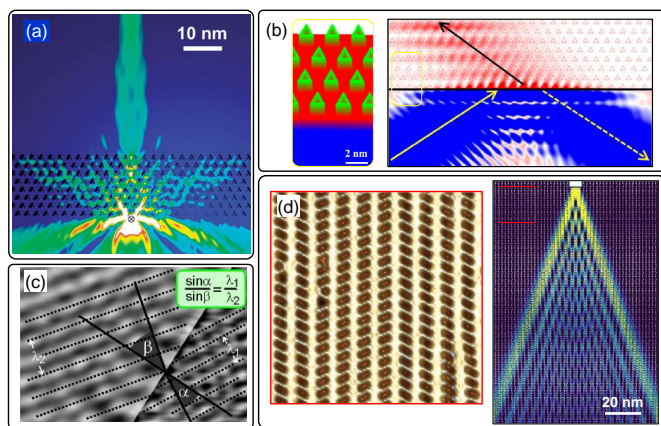 (a)
10 nm
(b)
2 nm
(c)
sinα/sinβ = λ₁/λ₂
λ₂
β
λ₁
α
(d)
20 nm